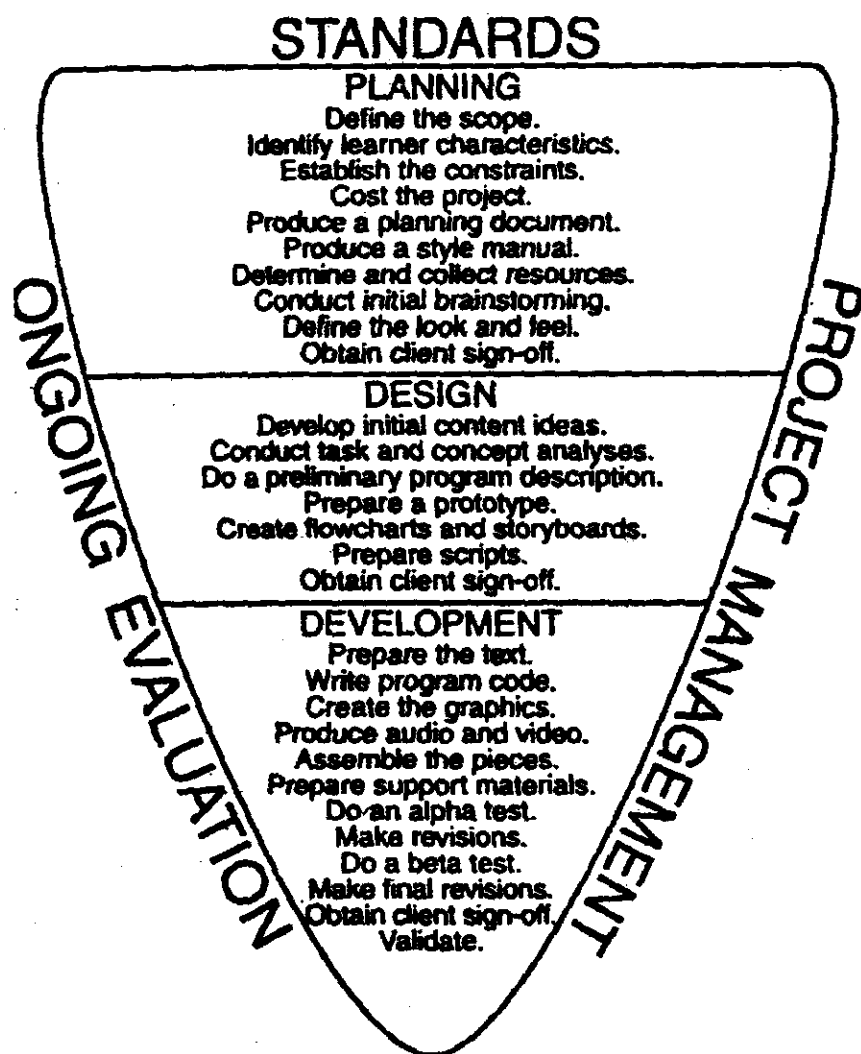 STANDARDS
PLANNING
Define the scope.
Identify learner characteristics.
Establish the constraints.
Cost the project.
Produce a planning document.
Produce a style manual.
Determine and collect resources.
Conduct initial brainstorming.
Define the look and feel.
Obtain client sign-off.
DESIGN
Develop initial content ideas.
Conduct task and concept analyses.
Do a preliminary program description.
Prepare a prototype.
Create flowcharts and storyboards.
Prepare scripts.
Obtain client sign-off.
DEVELOPMENT
Prepare the text.
Write program code.
Create the graphics.
Produce audio and video.
Assemble the pieces.
Prepare support materials.
Do an alpha test.
Make revisions.
Do a beta test.
Make final revisions.
Obtain client sign-off.
Validate.
ONGOING EVALUATION
PROJECT MANAGEMENT